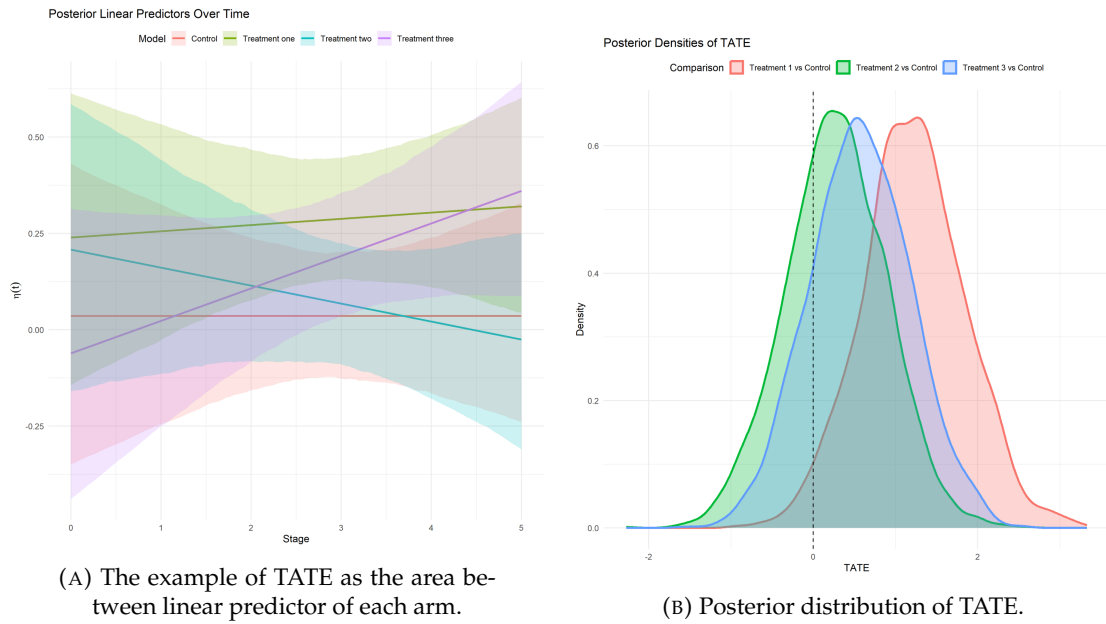 Posterior Linear Predictors Over Time
Model Control Treatment one Treatment two Treatment three
0.50
0.25
0.00
-0.25
η(t)
0 1 2 3 4 5
Stage
(A) The example of TATE as the area be-
tween linear predictor of each arm.
Posterior Densities of TATE
Comparison Treatment 1 vs Control Treatment 2 vs Control Treatment 3 vs Control
0.6
0.4
0.2
0.0
Density
-2 0 2
TATE
(B) Posterior distribution of TATE.